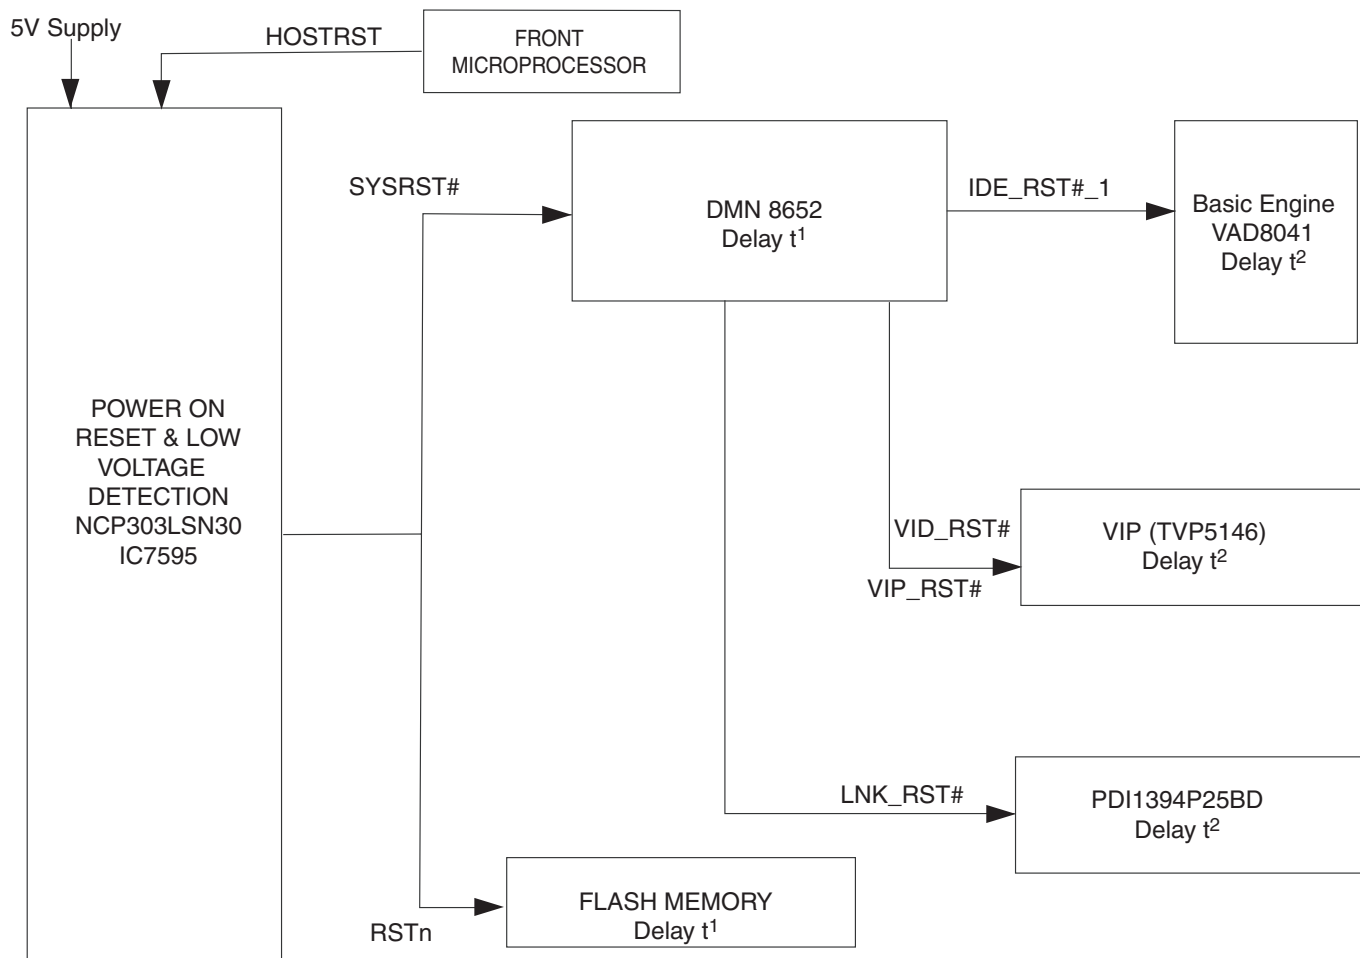 5V Supply
HOSTRST
FRONT
MICROPROCESSOR
SYSRST#
DMN 8652
Delay t¹
IDE_RST#_1
Basic Engine
VAD8041
Delay t²
POWER ON
RESET & LOW
VOLTAGE
DETECTION
NCP303LSN30
IC7595
VID_RST#
VIP_RST#
VIP (TVP5146)
Delay t²
LNK_RST#
PDI1394P25BD
Delay t²
RSTn
FLASH MEMORY
Delay t¹